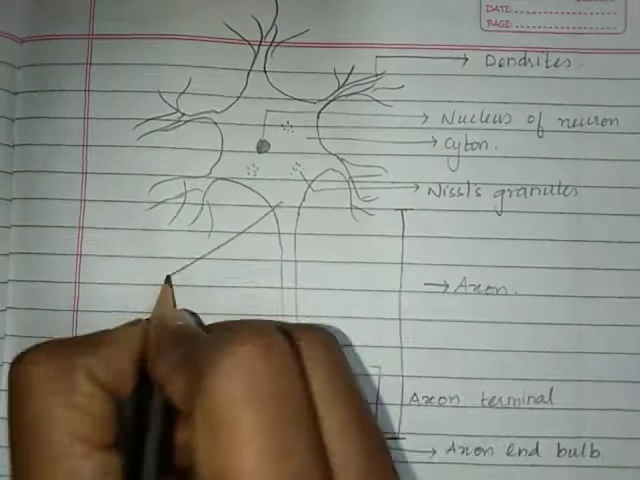 DATE
PAGE
Dendrites.
Nucleus of neuron
Cyton.
Nissl's granules
Axon.
Axon terminal
Axon end bulb